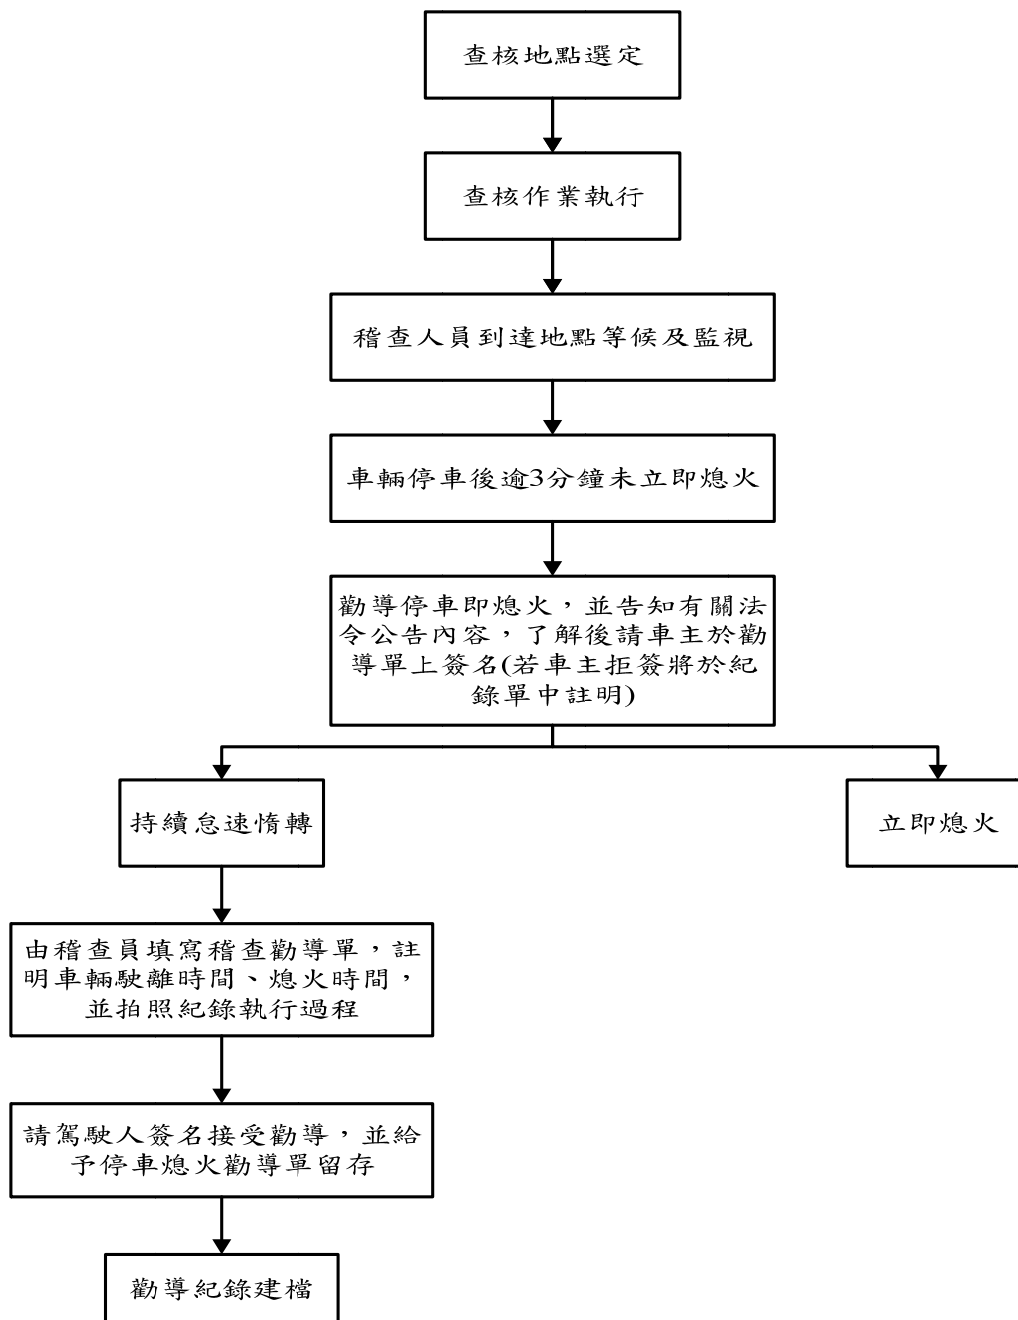 查核地點選定
查核作業執行
稽查人員到達地點等候及監視
車輛停車後逾3分鐘未立即熄火
勸導停車即熄火，並告知有關法
令公告內容，了解後請車主於勸
導單上簽名(若車主拒簽將於紀
錄單中註明)
持續怠速惰轉
立即熄火
由稽查員填寫稽查勸導單，註
明車輛駛離時間、熄火時間，
並拍照紀錄執行過程
請駕駛人簽名接受勸導，並給
予停車熄火勸導單留存
勸導紀錄建檔